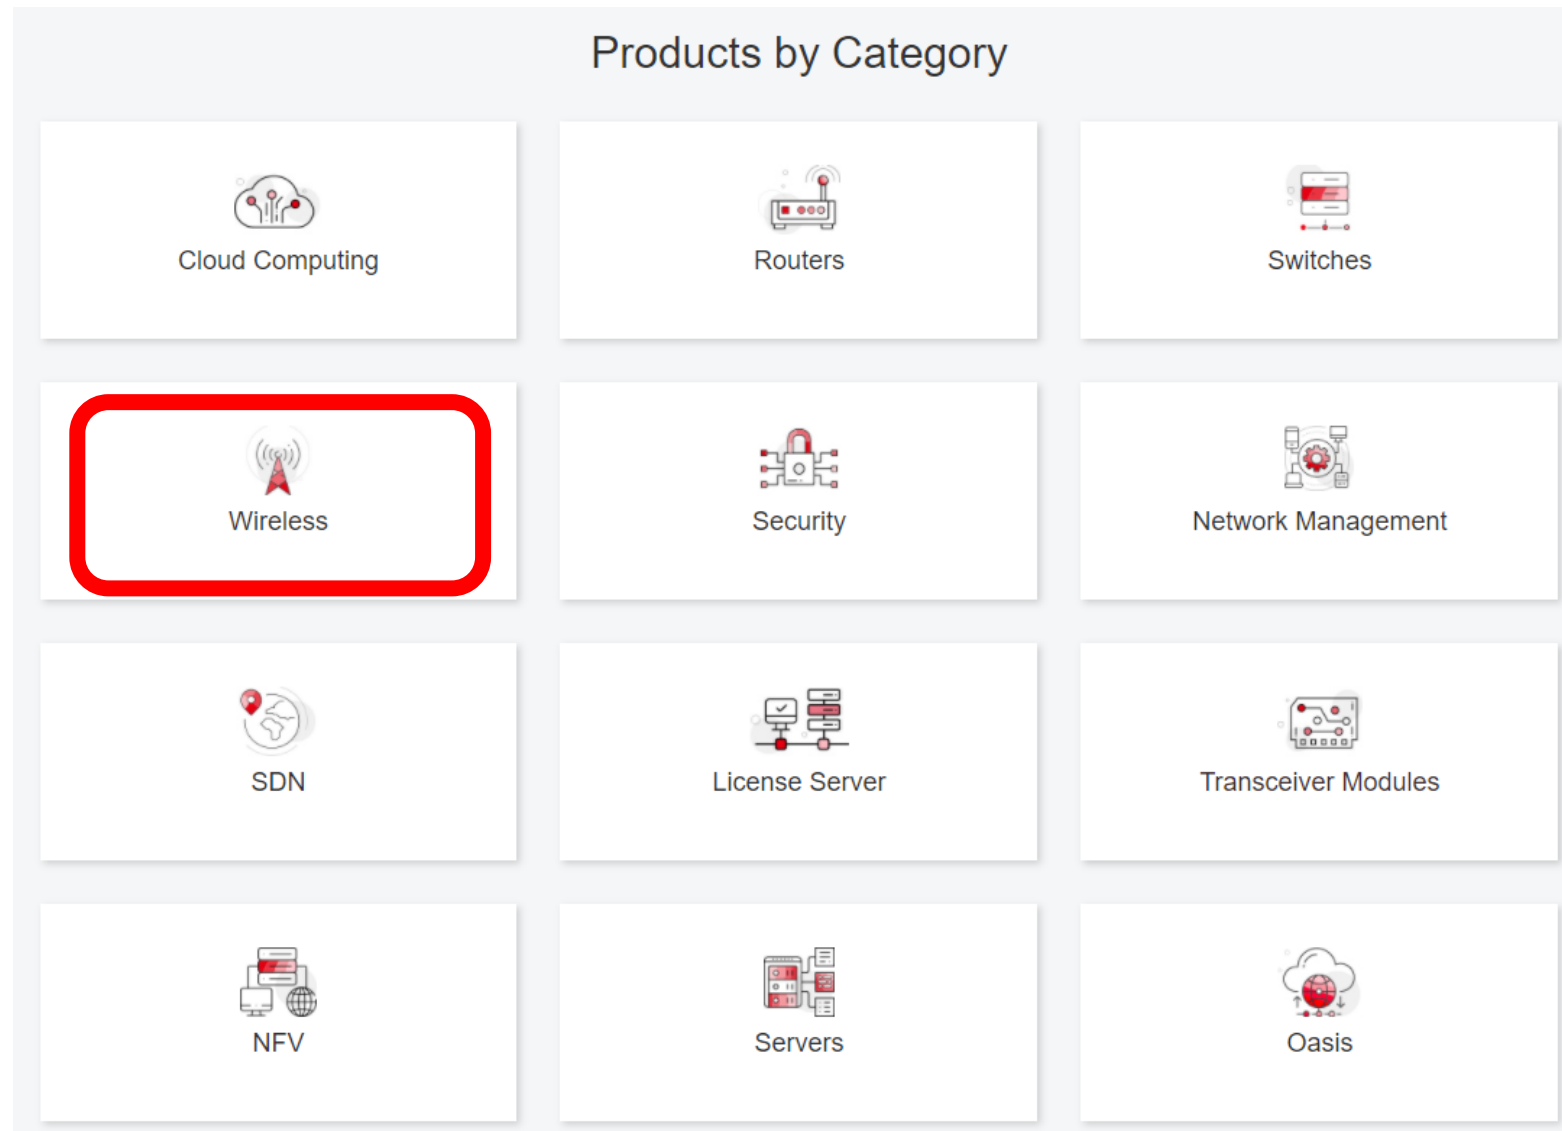 Products by Category
Cloud Computing
Routers
Switches
Wireless
Security
Network Management
SDN
License Server
Transceiver Modules
NFV
Servers
Oasis